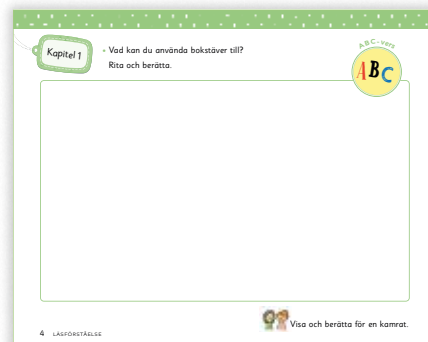 Kapitel 1
• Vad kan du använda bokstäver till?
Rita och berätta.
ABC-vers
ABC
Visa och berätta för en kamrat.
4 LÄSFÖRSTÅELSE